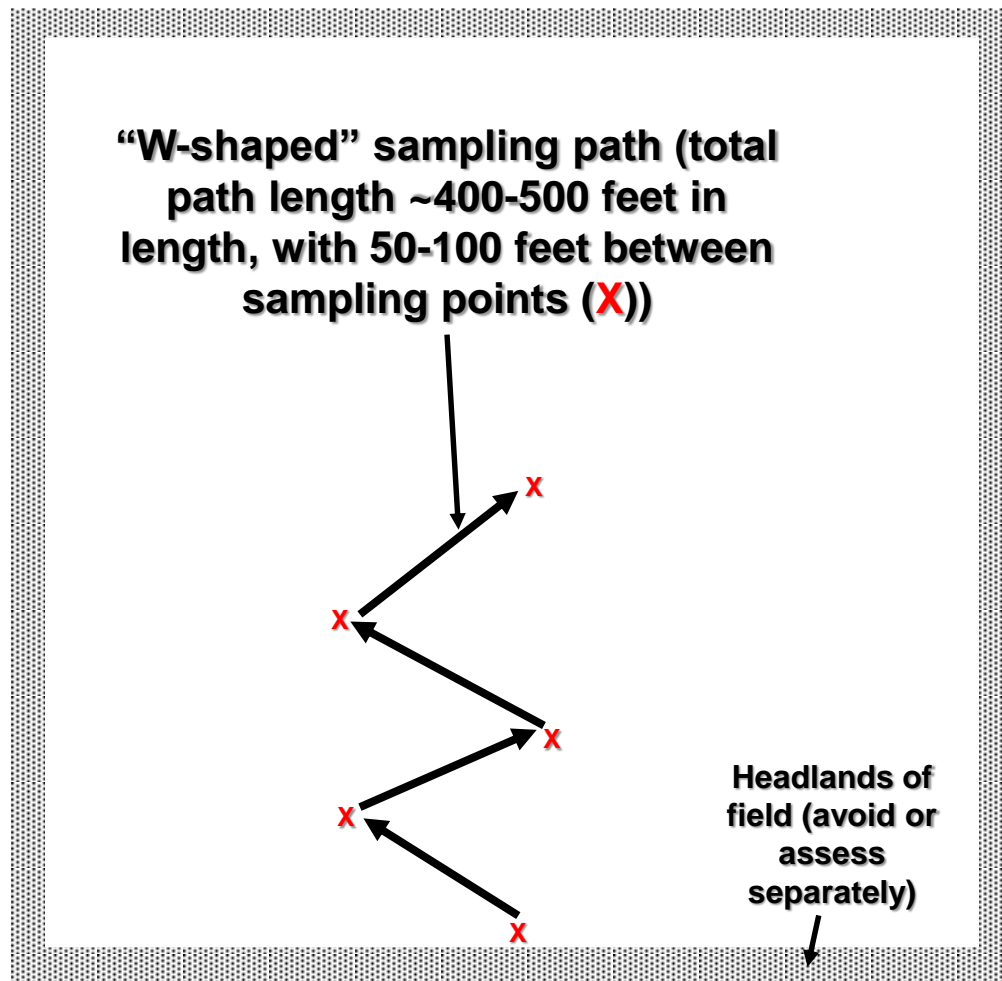 “W-shaped” sampling path (total
path length ~400-500 feet in
length, with 50-100 feet between
sampling points (X))
X
X
X
X
X
Headlands of
field (avoid or
assess
separately)